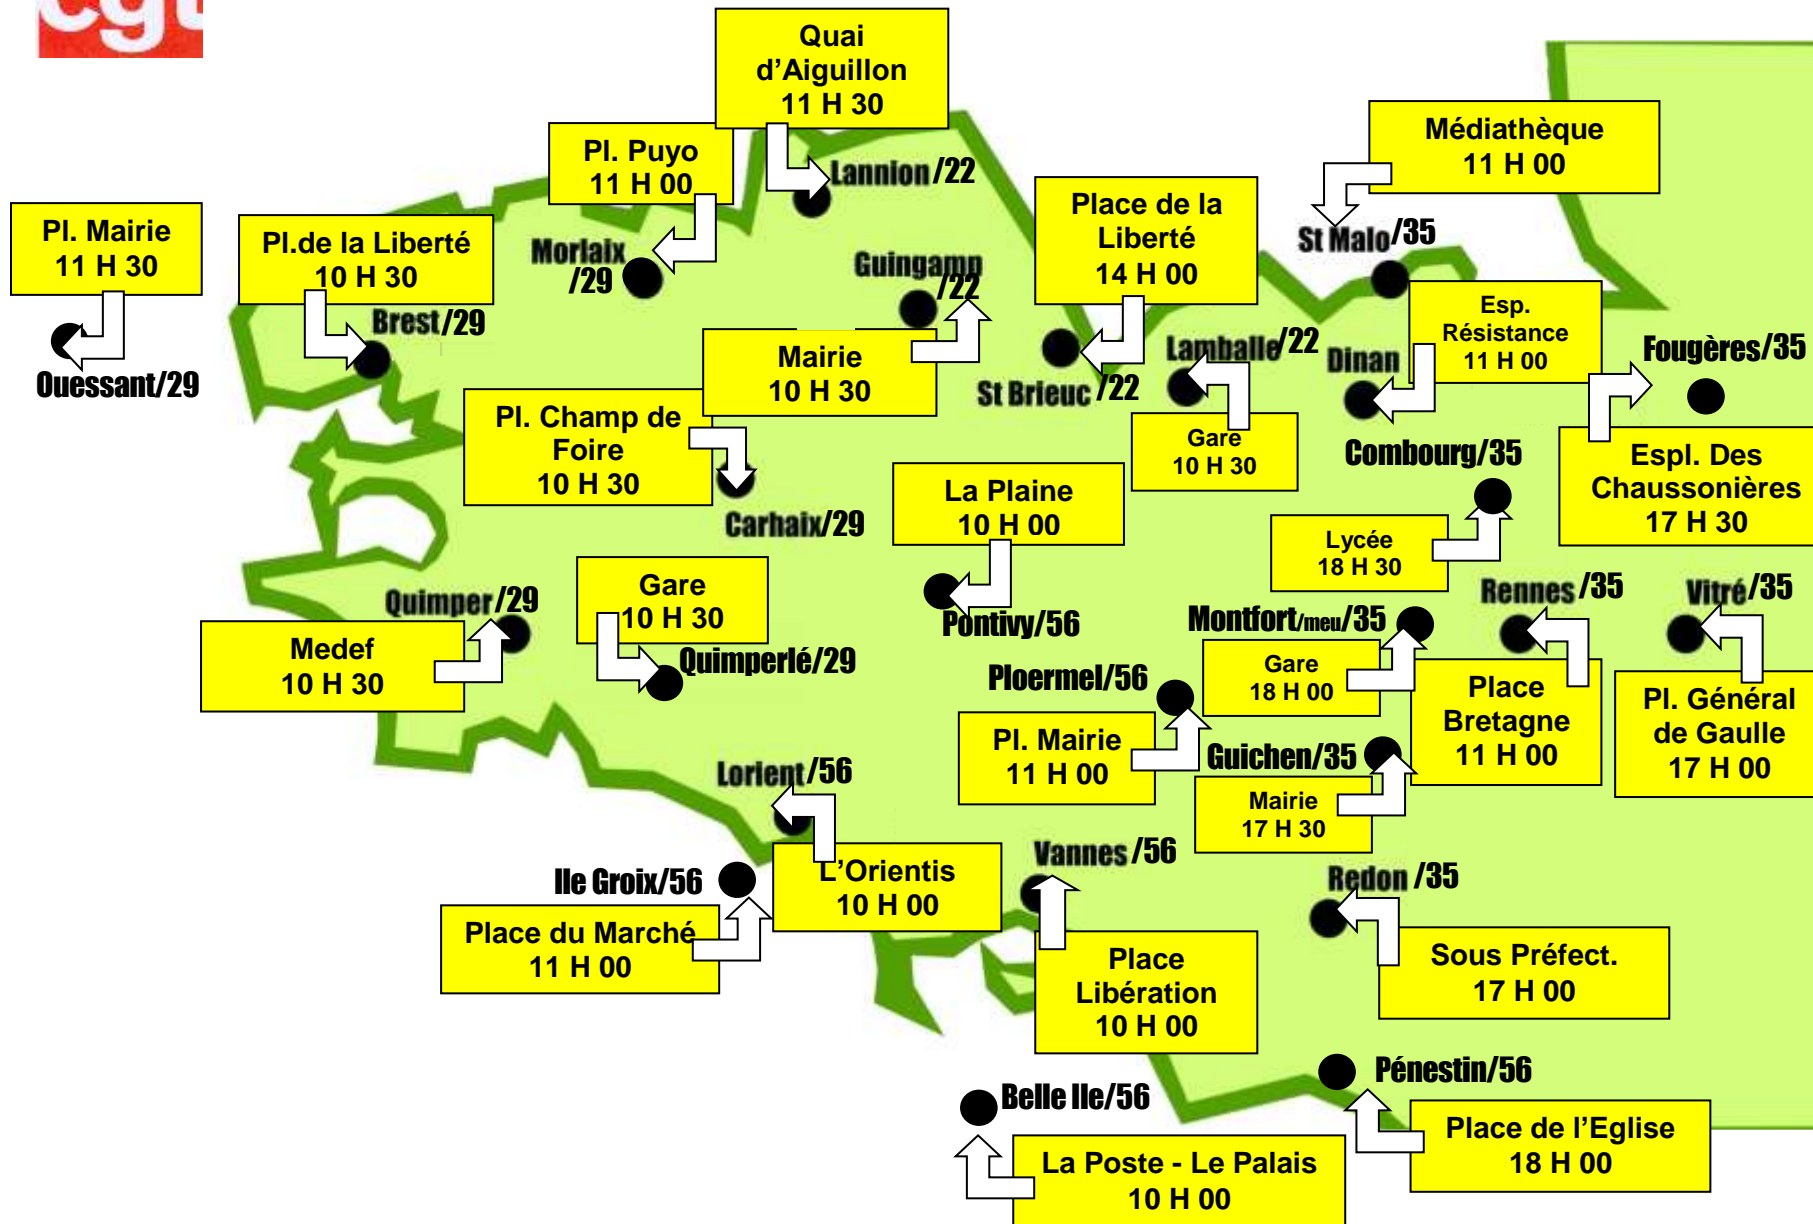 cgt
Quai
d’Aiguillon
11 H 30
Pl. Puyo
11 H 00
Lannion/22
Médiathèque
11 H 00
Pl. Mairie
11 H 30
Pl.de la Liberté
10 H 30
Morlaix
/29
Guingamp
/22
Place de la
Liberté
14 H 00
St Malo/35
Ouessant/29
Brest/29
Mairie
10 H 30
St Brieuc /22
Lamballe/22
Gare
10 H 30
Dinan
Esp.
Résistance
11 H 00
Fougères/35
Espl. Des
Chaussonières
17 H 30
Pl. Champ de
Foire
10 H 30
Carhaix/29
La Plaine
10 H 00
Pontivy/56
Combourg/35
Lycée
18 H 30
Quimper/29
Medef
10 H 30
Gare
10 H 30
Quimperlé/29
Montfort/meu/35
Gare
18 H 00
Rennes/35
Place
Bretagne
11 H 00
Vitré/35
Pl. Général
de Gaulle
17 H 00
Ploermel/56
Pl. Mairie
11 H 00
Guichen/35
Mairie
17 H 30
Lorient/56
L’Orientis
10 H 00
Ile Groix/56
Place du Marché
11 H 00
Vannes/56
Place
Libération
10 H 00
Redon /35
Sous Préfect.
17 H 00
Belle Ile/56
La Poste - Le Palais
10 H 00
Pénestin/56
Place de l’Eglise
18 H 00